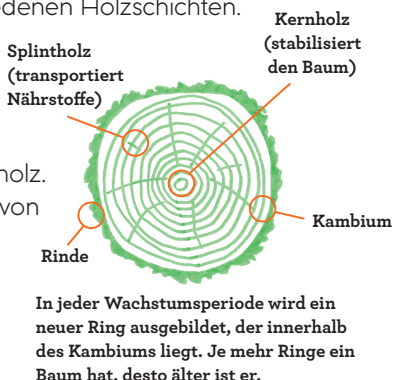 edenen Holzschichten.
Kernholz
(stabilisiert
den Baum)
Splintholz
(transportiert
Nährstoffe)
holz.
von
Kambium
Rinde
In jeder Wachstumsperiode wird ein
neuer Ring ausgebildet, der innerhalb
des Kambiums liegt. Je mehr Ringe ein
Baum hat, desto älter ist er.